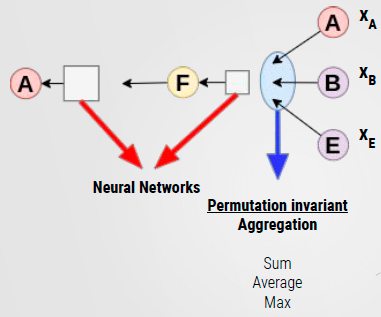 A
X_A
A
F
B
X_B
E
X_E
Neural Networks
Permutation invariant
Aggregation
Sum
Average
Max